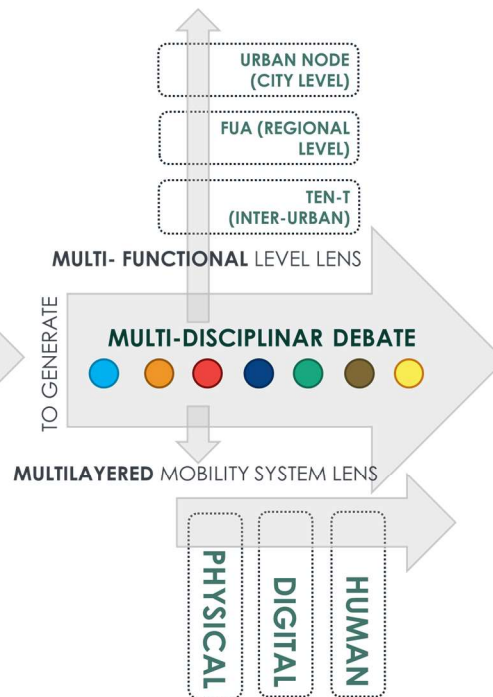 URBAN NODE
(CITY LEVEL)
FUA (REGIONAL
LEVEL)
TEN-T
(INTER-URBAN)
MULTI- FUNCTIONAL LEVEL LENS
TO GENERATE
MULTI-DISCIPLINAR DEBATE
MULTILAYERED MOBILITY SYSTEM LENS
PHYSICAL
DIGITAL
HUMAN